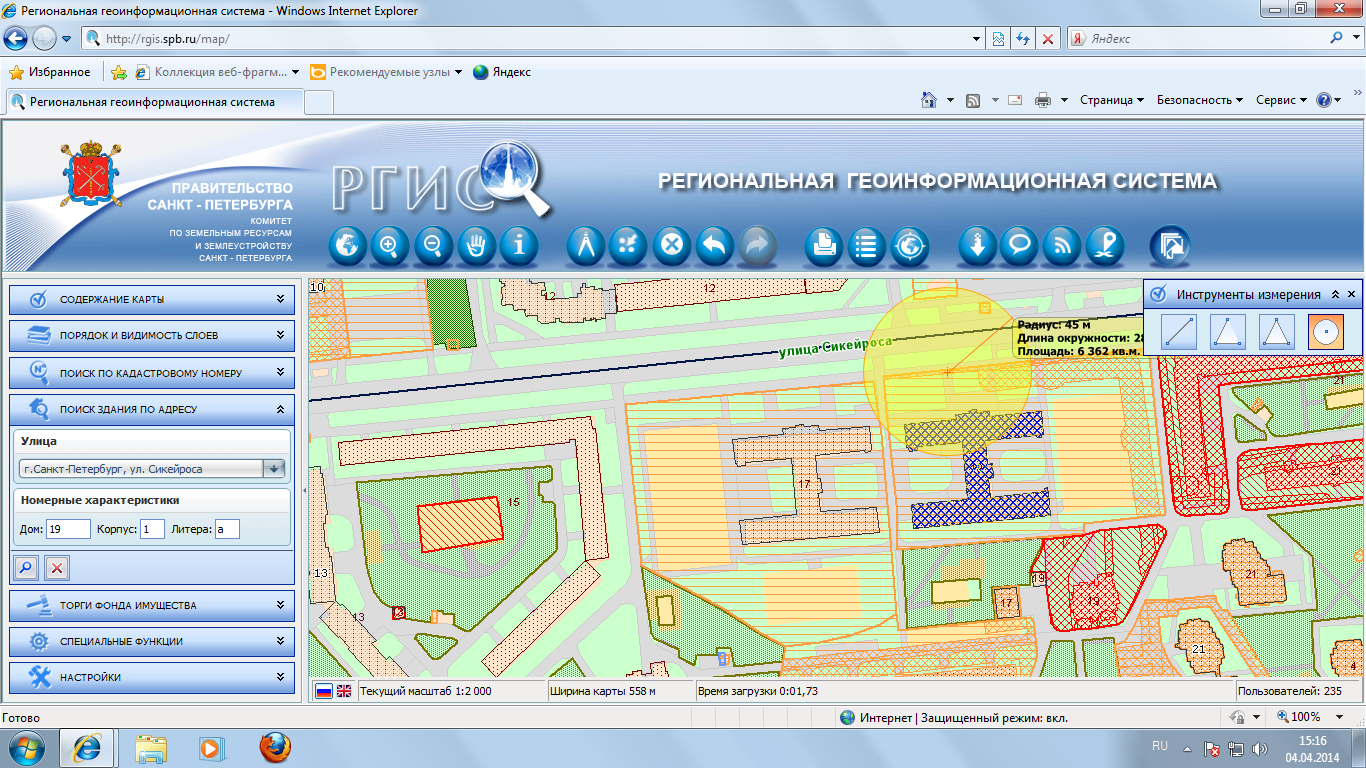 Региональная геоинформационная система - Windows Internet Explorer
http://rgis.spb.ru/map/
Яндекс
Избранное
Коллекция веб-фрагм...
Рекомендуемые узлы
Яндекс
Региональная геоинформационная система
Страница
Безопасность
Сервис
ПРАВИТЕЛЬСТВО
САНКТ - ПЕТЕРБУРГА
КОМИТЕТ
ПО ЗЕМЕЛЬНЫМ РЕСУРСАМ
И ЗЕМЛЕУСТРОЙСТВУ
САНКТ - ПЕТЕРБУРГА
РГИС
РЕГИОНАЛЬНАЯ ГЕОИНФОРМАЦИОННАЯ СИСТЕМА
СОДЕРЖАНИЕ КАРТЫ
ПОРЯДОК И ВИДИМОСТЬ СЛОЕВ
ПОИСК ПО КАДАСТРОВОМУ НОМЕРУ
ПОИСК ЗДАНИЯ ПО АДРЕСУ
Улица
г.Санкт-Петербург, ул. Сикейроса
Номерные характеристики
Дом: 19 Корпус: 1 Литера: а
ТОРГИ ФОНДА ИМУЩЕСТВА
СПЕЦИАЛЬНЫЕ ФУНКЦИИ
НАСТРОЙКИ
10
12
12
Инструменты измерения
Радиус: 45 м
Длина окружности: 28
Площадь: 6 362 кв.м.
улица Сикейроса
21
21
17
15
13
13
3
19
17
19
21
21
4
Текущий масштаб 1:2 000
Ширина карты 558 м
Время загрузки 0:01,73
Пользователей: 235
Готово
Интернет | Защищенный режим: вкл.
100%
RU
15:16
04.04.2014